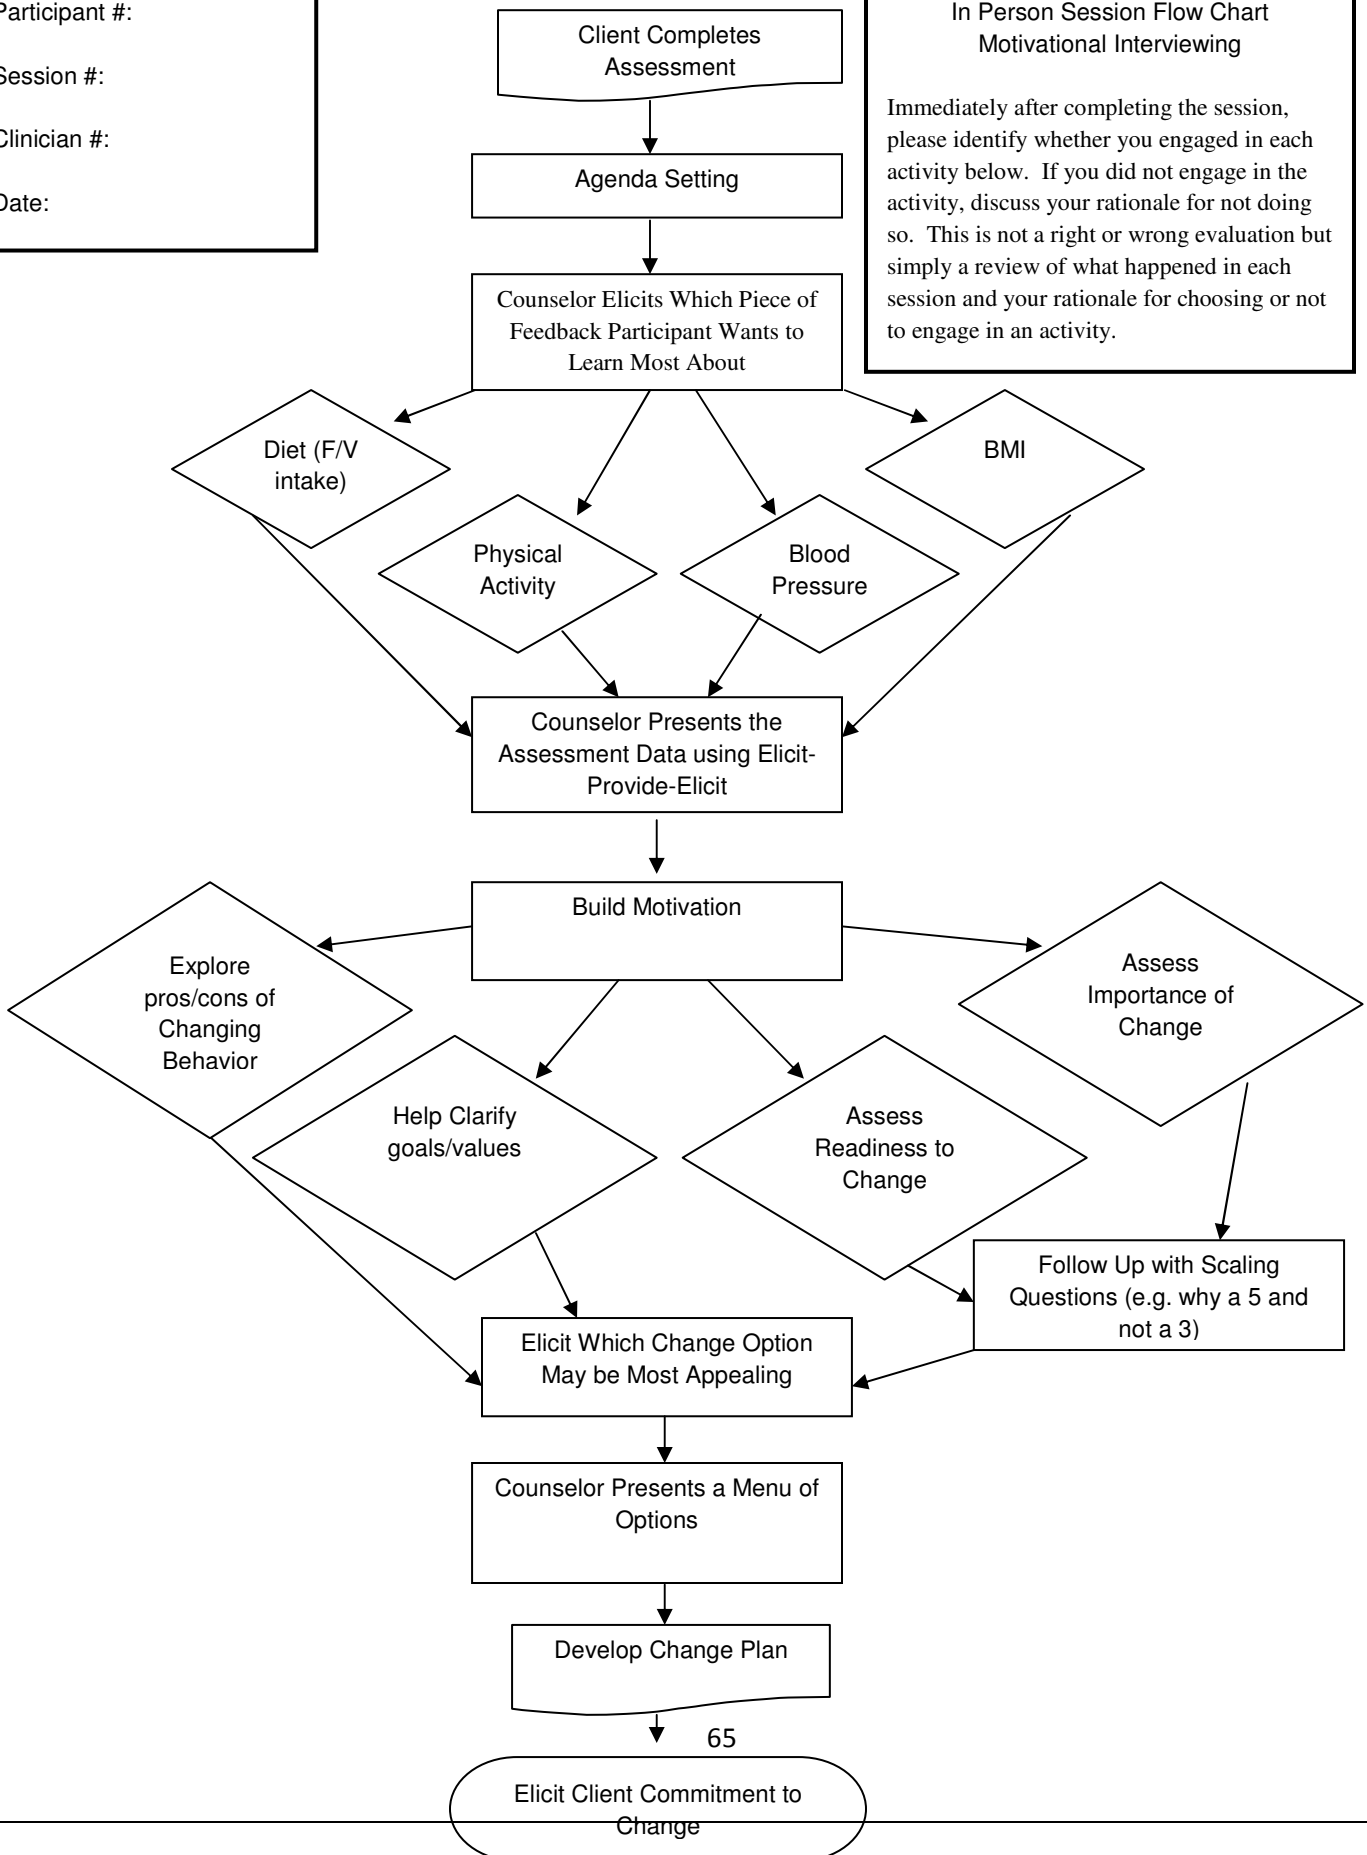 Participant #:
Session #:
Clinician #:
Date:
Client Completes
Assessment
In Person Session Flow Chart
Motivational Interviewing
Immediately after completing the session,
please identify whether you engaged in each
activity below.  If you did not engage in the
activity, discuss your rationale for not doing
so.  This is not a right or wrong evaluation but
simply a review of what happened in each
session and your rationale for choosing or not
to engage in an activity.
Agenda Setting
Counselor Elicits Which Piece of
Feedback Participant Wants to
Learn Most About
Diet (F/V
intake)
Physical
Activity
Blood
Pressure
BMI
Counselor Presents the
Assessment Data using Elicit-
Provide-Elicit
Build Motivation
Explore
pros/cons of
Changing
Behavior
Help Clarify
goals/values
Assess
Readiness to
Change
Assess
Importance of
Change
Follow Up with Scaling
Questions (e.g. why a 5 and
not a 3)
Elicit Which Change Option
May be Most Appealing
Counselor Presents a Menu of
Options
Develop Change Plan
65
Elicit Client Commitment to
Change